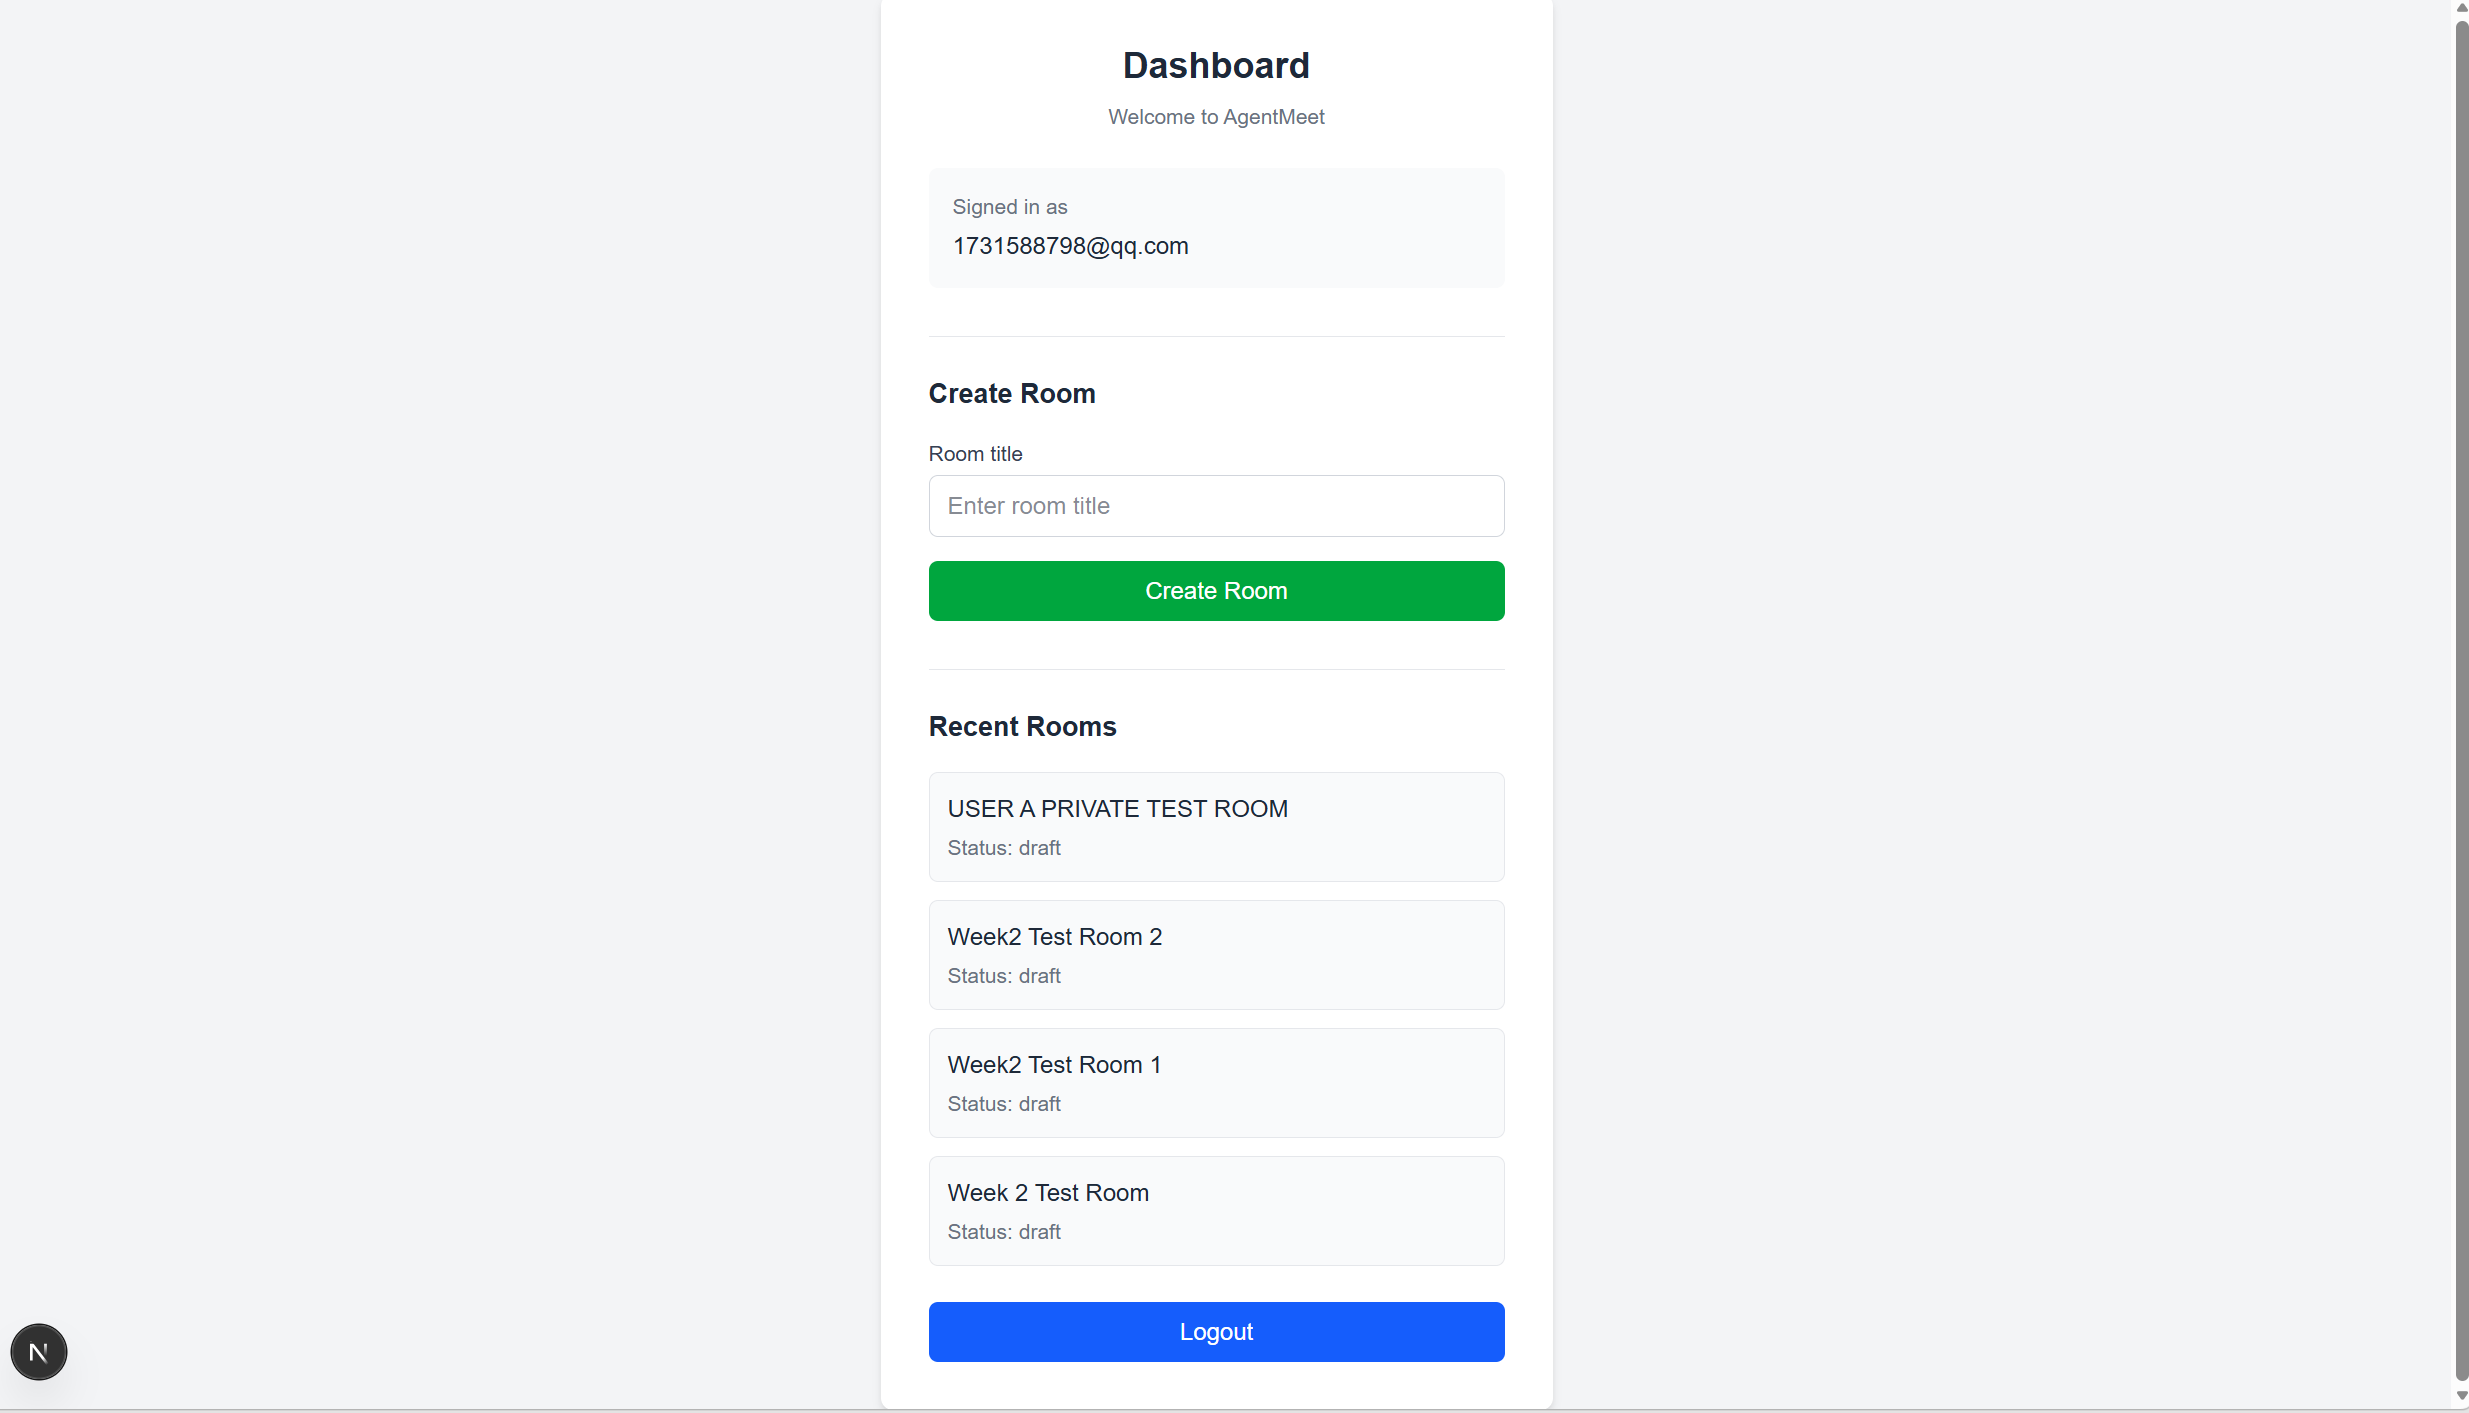 Dashboard
Welcome to AgentMeet
Signed in as
1731588798@qq.com
Create Room
Room title
Enter room title
Create Room
Recent Rooms
USER A PRIVATE TEST ROOM
Status: draft
Week2 Test Room 2
Status: draft
Week2 Test Room 1
Status: draft
Week 2 Test Room
Status: draft
Logout
N